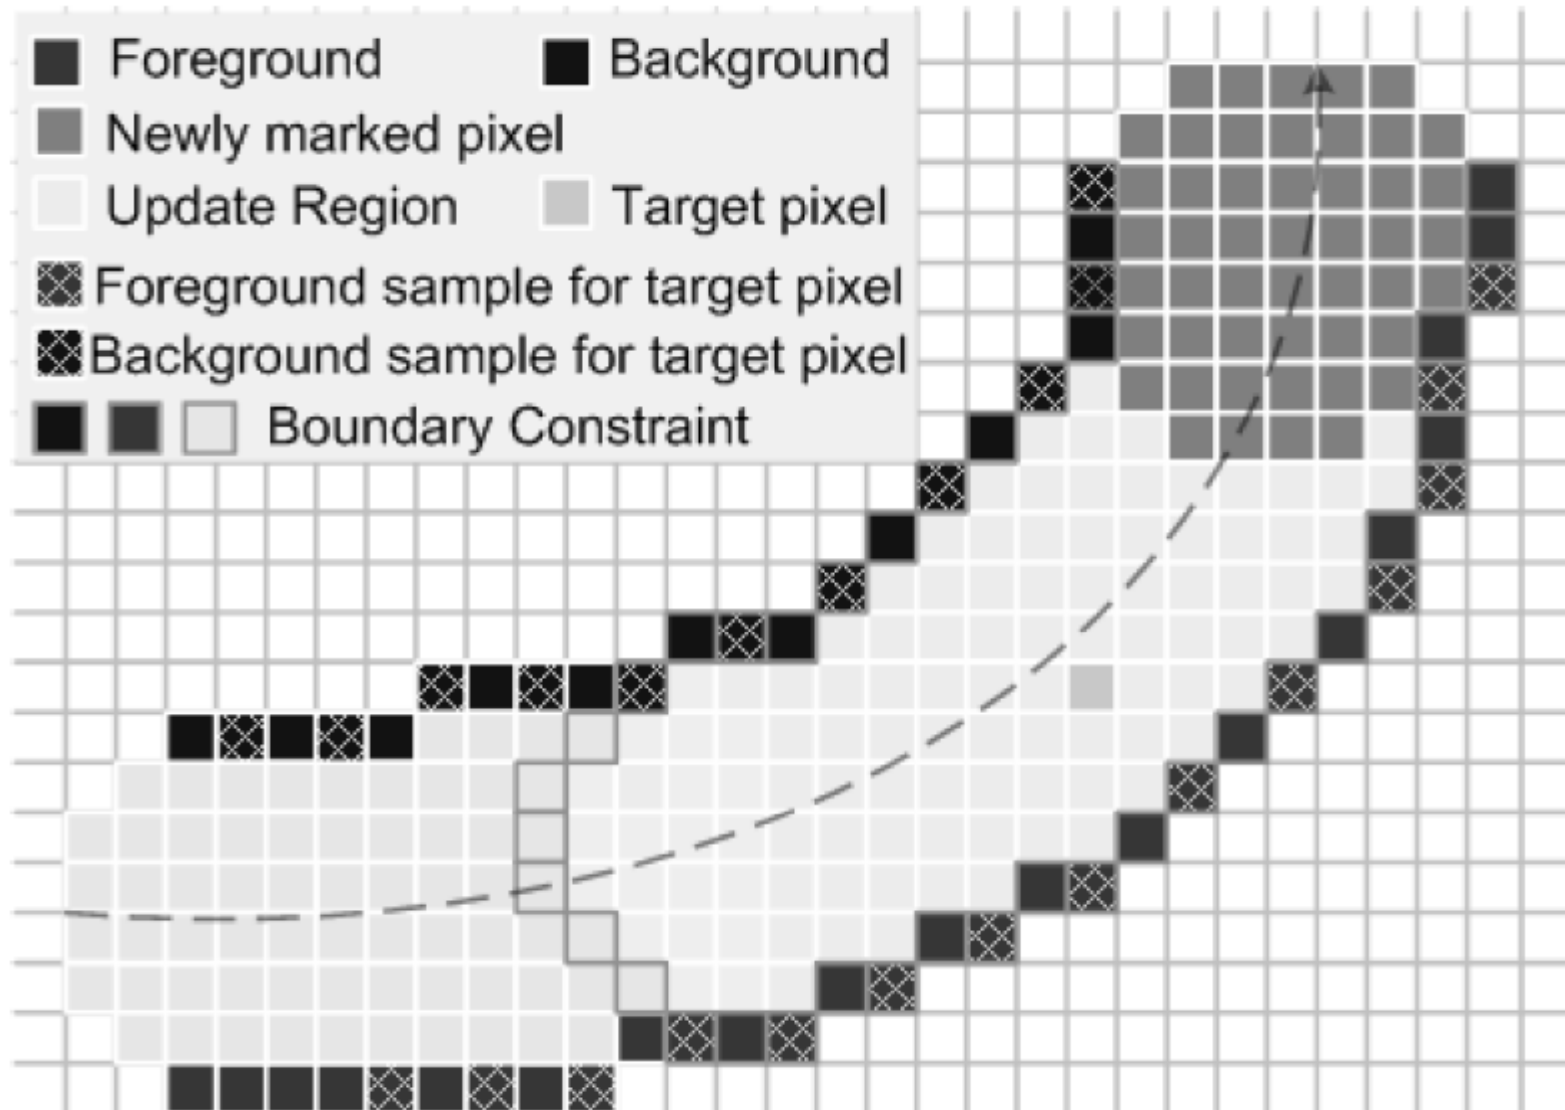 Foreground
Background
Newly marked pixel
Update Region
Target pixel
Foreground sample for target pixel
Background sample for target pixel
Boundary Constraint